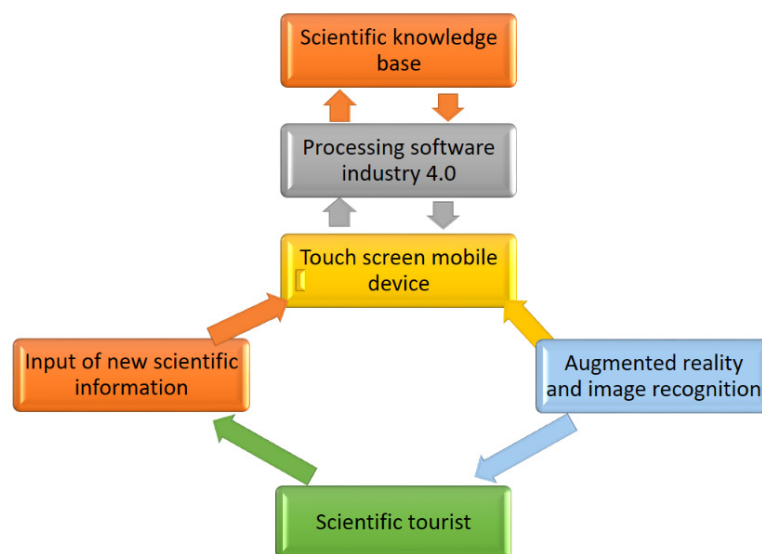 Scientific knowledge
base
Processing software
industry 4.0
Touch screen mobile
device
Input of new scientific
information
Augmented reality
and image recognition
Scientific tourist